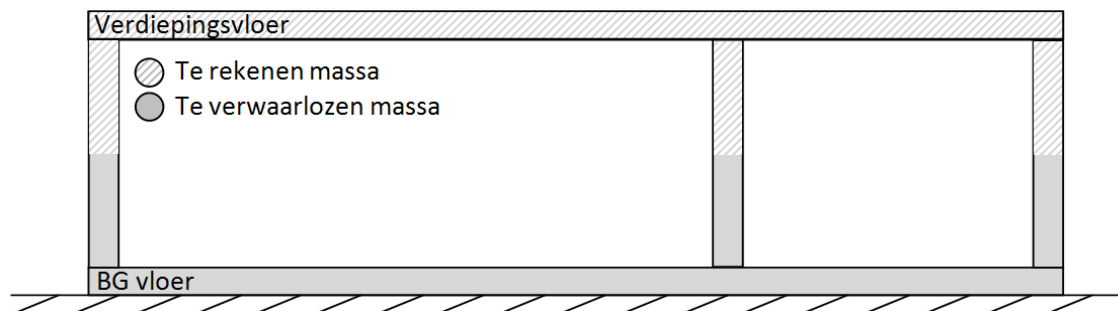 Verdiepingsvloer
Te rekenen massa
Te verwaarlozen massa
BG vloer